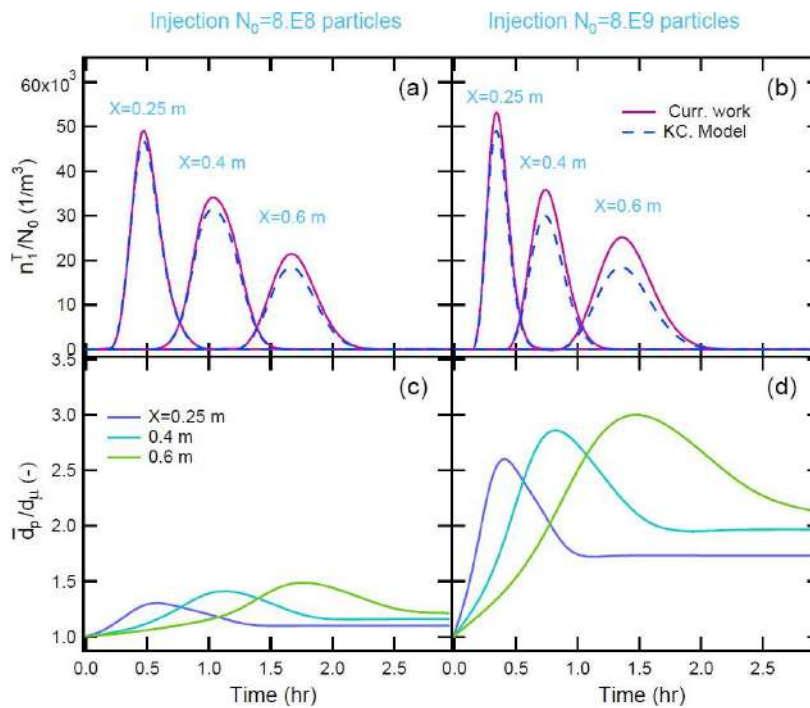 Injection N₀=8.E8 particles
Injection N₀=8.E9 particles
60x10³
50
40
30
20
10
0
n₁ᵀ/N₀ (1/m³)
(a)
X=0.25 m
X=0.4 m
X=0.6 m
(b)
X=0.25 m
X=0.4 m
X=0.6 m
Curr. work
KC. Model
3.5
3.0
2.5
2.0
1.5
1.0
d̅ₚ/dμ (-)
(c)
X=0.25 m
0.4 m
0.6 m
(d)
0.0 0.5 1.0 1.5 2.0 2.5
0.0 0.5 1.0 1.5 2.0 2.5
Time (hr)
Time (hr)